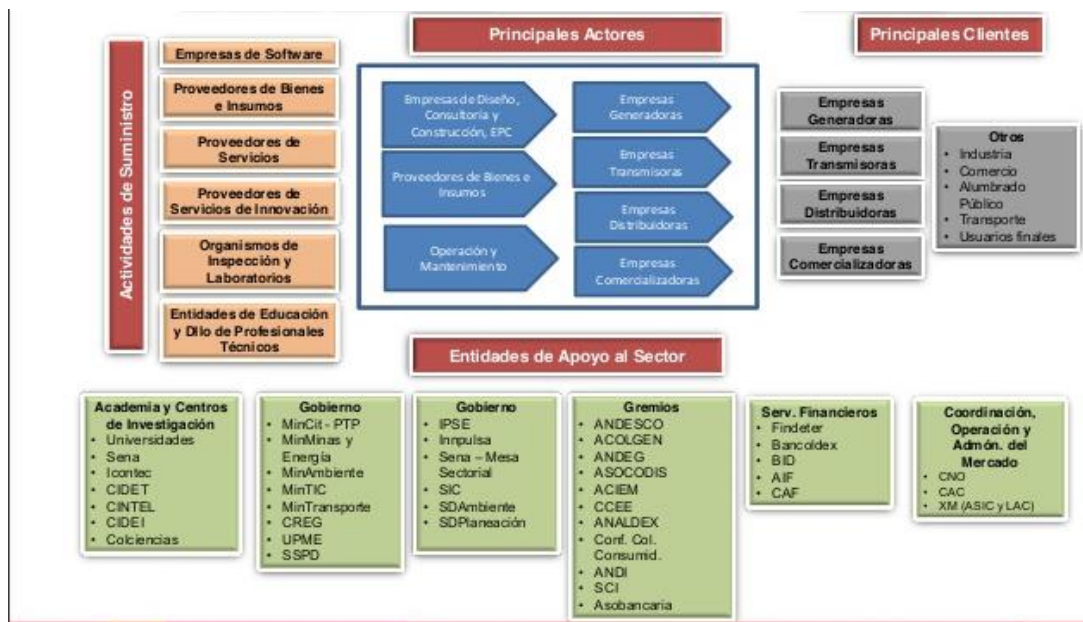 Actividades de Suministro
Empresas de Software
Proveedores de Bienes
e Insumos
Proveedores de
Servicios
Proveedores de
Servicios de Innovación
Organismos de
Inspección y
Laboratorios
Entidades de Educación
y Dllo de Profesionales
Técnicos
Principales Actores
Empresas de Diseño,
Consultoría y
Construcción, EPC
Proveedores de Bienes e
Insumos
Operación y
Mantenimiento
Empresas
Generadoras
Empresas
Transmisoras
Empresas
Distribuidoras
Empresas
Comercializadoras
Principales Clientes
Empresas
Generadoras
Empresas
Transmisoras
Empresas
Distribuidoras
Empresas
Comercializadoras
Otros
• Industria
• Comercio
• Alumbrado
Público
• Transporte
• Usuarios finales
Entidades de Apoyo al Sector
Academia y Centros
de Investigación
• Universidades
• Sena
• Icontec
• CIDET
• CINTEL
• CIDEI
• Colciencias
Gobierno
• MinCit - PTP
• MinMinas y
Energía
• MinAmbiente
• MinTIC
• MinTransporte
• CREG
• UPME
• SSPD
Gobierno
• IPSE
• Innpulsa
• Sena – Mesa
Sectorial
• SIC
• SDAmbiente
• SDPlaneación
Gremios
• ANDESCO
• ACOLGEN
• ANDEG
• ASOCODIS
• ACIEM
• CCEE
• ANALDEX
• Conf. Col.
Consumid.
• ANDI
• SCI
• Asobancaria
Serv. Financieros
• Findeter
• Bancoldex
• BID
• AIF
• CAF
Coordinación,
Operación y
Admón. del
Mercado
• CNO
• CAC
• XM (ASIC y LAC)